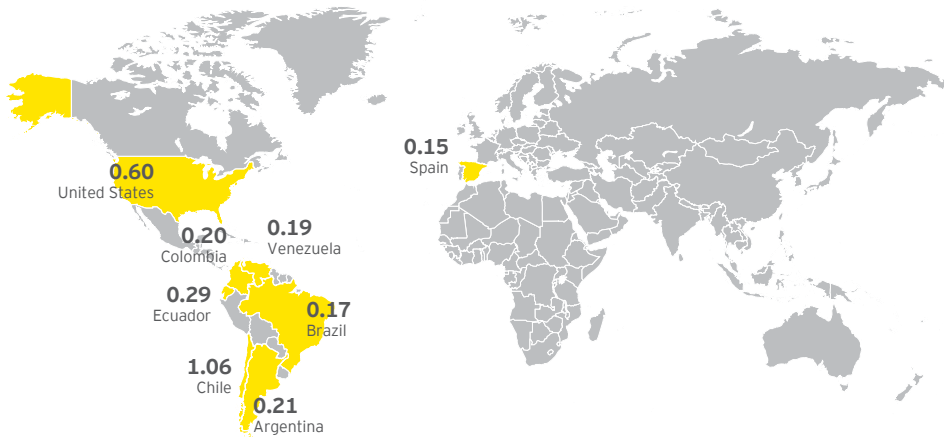 0.15
Spain
0.60
United States
0.19
Venezuela
0.20
Colombia
0.29
Ecuador
0.17
Brazil
1.06
Chile
0.21
Argentina